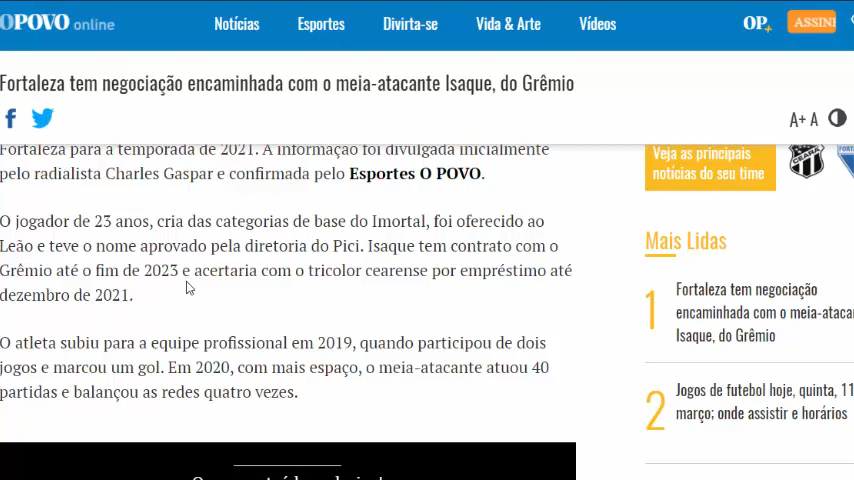 OPOVO online
Notícias
Esportes
Divirta-se
Vida & Arte
Vídeos
OP+
ASSINE
Fortaleza tem negociação encaminhada com o meia-atacante Isaque, do Grêmio
A+ A
Fortaleza para a temporada de 2021. A informação foi divulgada inicialmente
pelo radialista Charles Gaspar e confirmada pelo Esportes O POVO.
O jogador de 23 anos, cria das categorias de base do Imortal, foi oferecido ao
Leão e teve o nome aprovado pela diretoria do Pici. Isaque tem contrato com o
Grêmio até o fim de 2023 e acertaria com o tricolor cearense por empréstimo até
dezembro de 2021.
O atleta subiu para a equipe profissional em 2019, quando participou de dois
jogos e marcou um gol. Em 2020, com mais espaço, o meia-atacante atuou 40
partidas e balançou as redes quatro vezes.
Veja as principais
notícias do seu time
CEARÁ
Mais Lidas
1
Fortaleza tem negociação
encaminhada com o meia-ataca
Isaque, do Grêmio
2
Jogos de futebol hoje, quinta, 11
março; onde assistir e horários